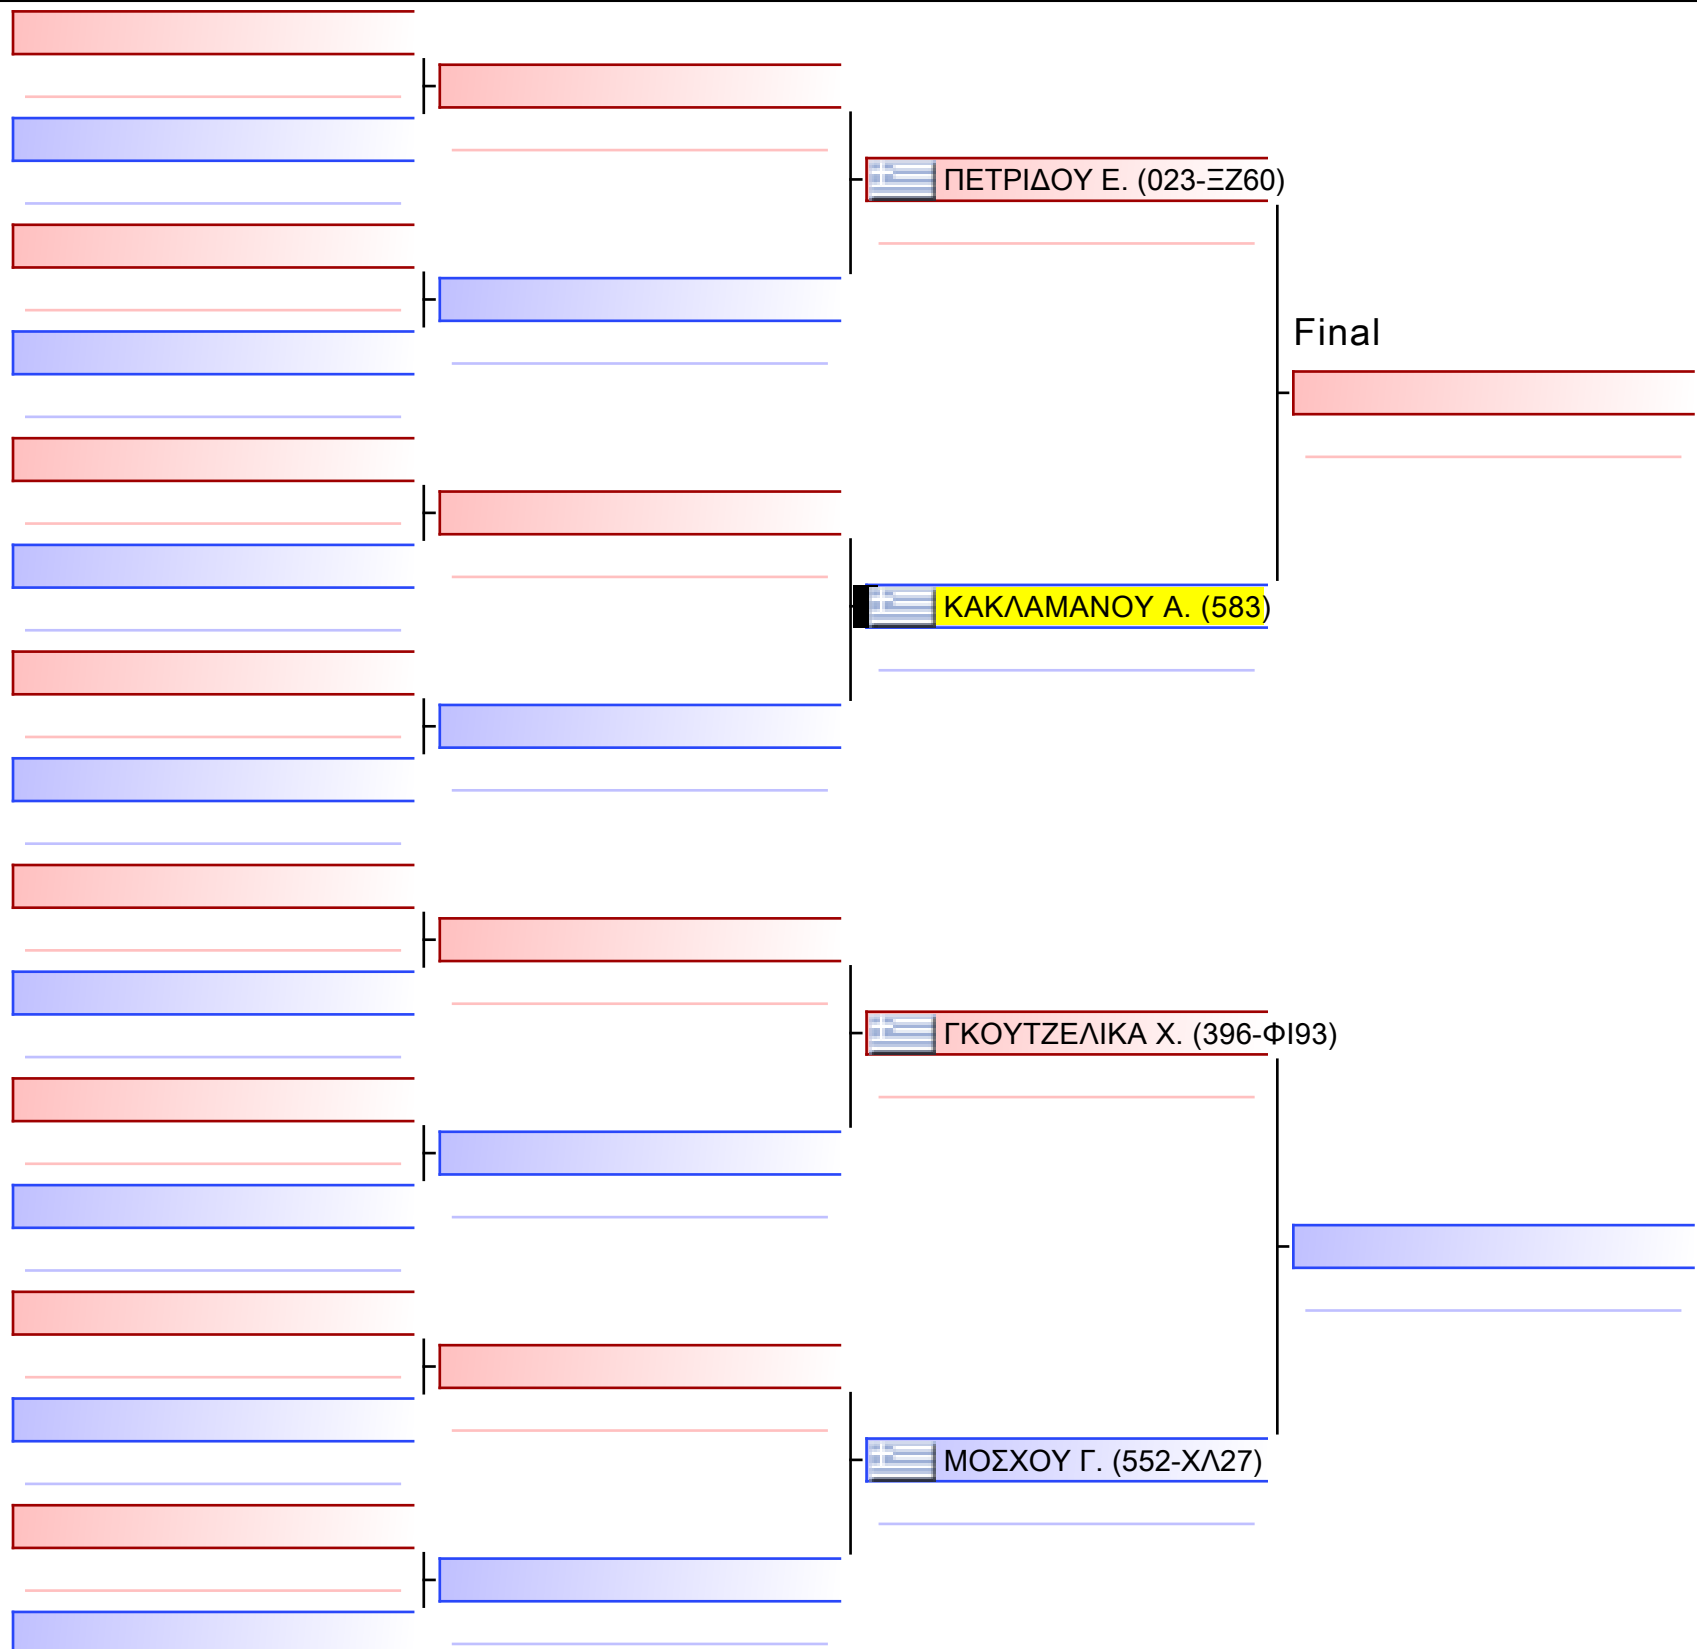 ΠΕΤΡΙΔΟΥ Ε. (023-ΞΖ60)
Final
ΚΑΚΛΑΜΑΝΟΥ Α. (583)
ΓΚΟΥΤΖΕΛΙΚΑ Χ. (396-ΦΙ93)
ΜΟΣΧΟΥ Γ. (552-ΧΛ27)